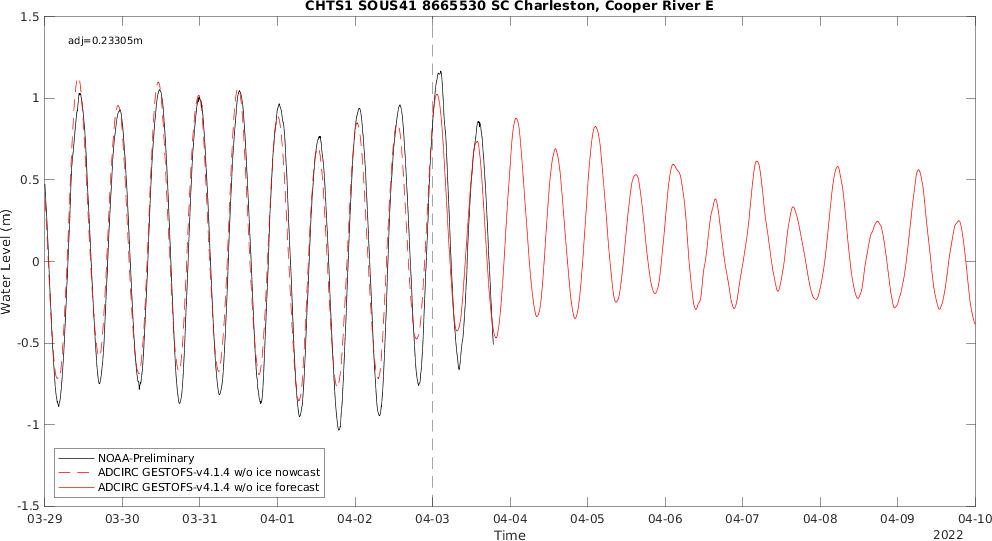 CHTS1 SOUS41 8665530 SC Charleston, Cooper River E
adj=0.23305m
1.5
1
0.5
0
-0.5
-1
-1.5
Water Level (m)
NOAA-Preliminary
ADCIRC GESTOFS-v4.1.4 w/o ice nowcast
ADCIRC GESTOFS-v4.1.4 w/o ice forecast
03-29 03-30 03-31 04-01 04-02 04-03 04-04 04-05 04-06 04-07 04-08 04-09 04-10
Time
2022